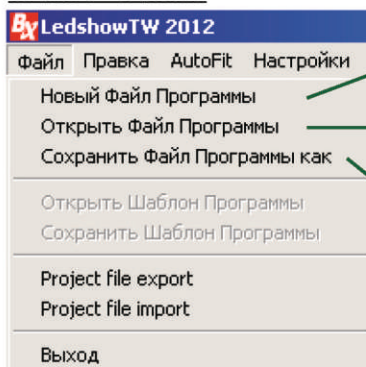 BX LedshowTW 2012
Файл Правка AutoFit Настройки
Новый Файл Программы
Открыть Файл Программы
Сохранить Файл Программы как
Открыть Шаблон Программы
Сохранить Шаблон Программы
Project file export
Project file import
Выход